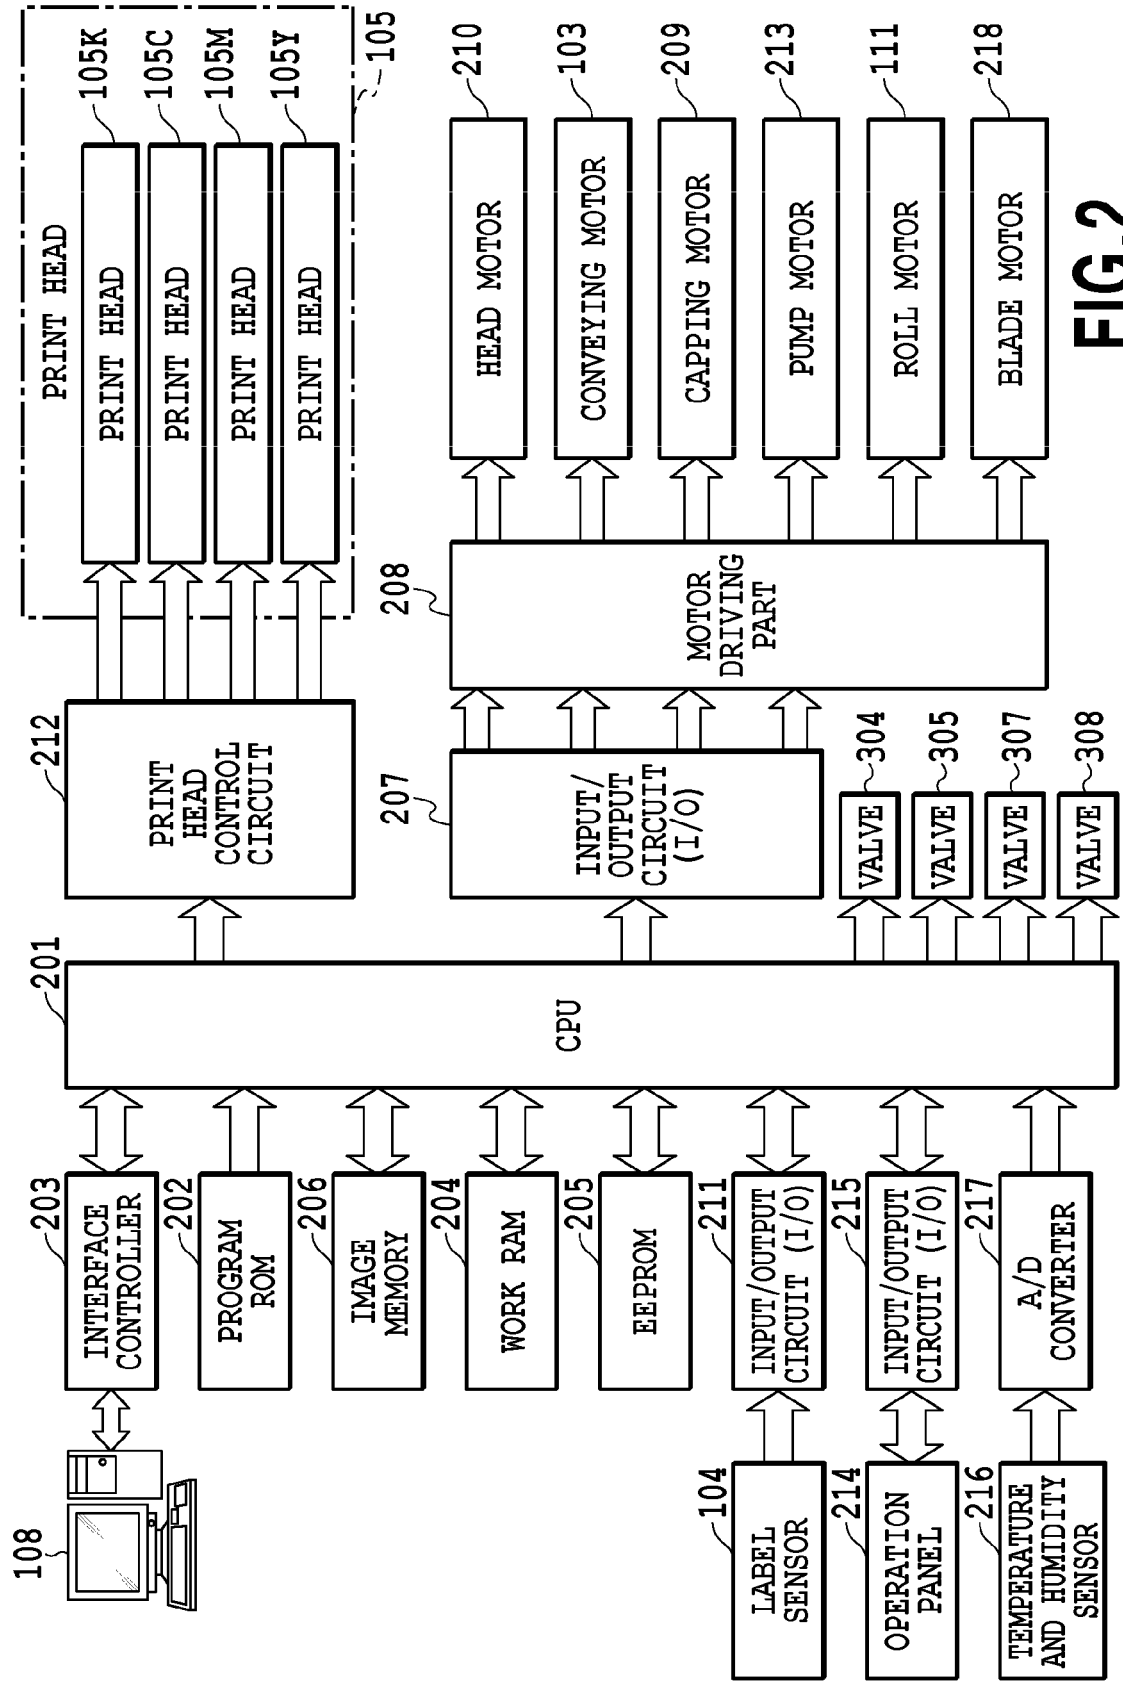 108
203
INTERFACE
CONTROLLER
202
PROGRAM
ROM
206
IMAGE
MEMORY
204
WORK RAM
205
EEPROM
104
LABEL
SENSOR
211
INPUT/OUTPUT
CIRCUIT (I/O)
214
OPERATION
PANEL
215
INPUT/OUTPUT
CIRCUIT (I/O)
216
TEMPERATURE
AND HUMIDITY
SENSOR
217
A/D
CONVERTER
201
CPU
212
PRINT
HEAD
CONTROL
CIRCUIT
PRINT HEAD
105
PRINT HEAD
105K
PRINT HEAD
105C
PRINT HEAD
105M
PRINT HEAD
105Y
207
INPUT/
OUTPUT
CIRCUIT
(I/O)
208
MOTOR
DRIVING
PART
HEAD MOTOR
210
CONVEYING MOTOR
103
CAPPING MOTOR
209
PUMP MOTOR
213
ROLL MOTOR
111
BLADE MOTOR
218
VALVE
304
VALVE
305
VALVE
307
VALVE
308
FIG.2